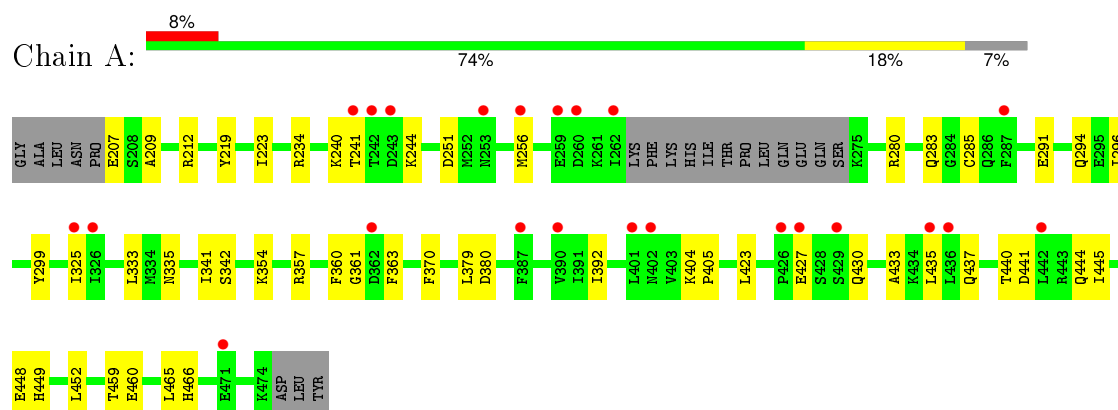 8%
Chain A:
74% 18% 7%
GLY ALA LEU ASN PRO E207 S208 A209 R212 Y219 I223 R234 K240 T241 T242 D243 K244 D251 M252 N253 M256 E259 D260 K261 I262 LYS PHE LYS HIS ILE THR PRO LEU GLN GLU GLN SER K275 R280 Q283 G284 C285 Q286 F287 E291 Q294 E295 I296
Y299 I325 I326 L333 M334 N335 I341 S342 K354 R357 F360 G361 D362 F363 F370 L379 D380 F387 V390 I391 I392 L401 N402 V403 K404 P405 L423 P426 E427 S428 S429 Q430 A433 K434 L435 L436 Q437 T440 D441 L442 R443 Q444 I445
E448 H449 L452 T459 E460 L465 H466 E471 K474 ASP LEU TYR